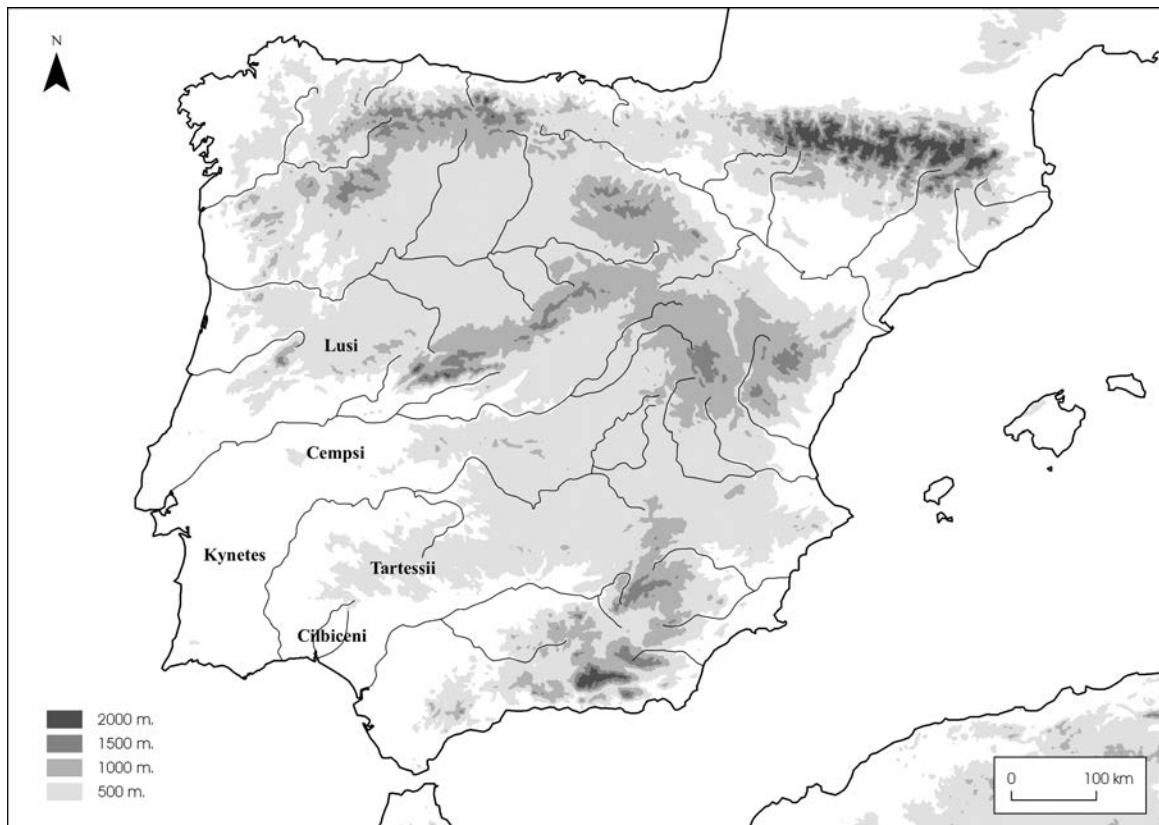 N
Lusi
Cempsi
Kynetes
Tartessii
Cilbiceni
2000 m.
1500 m.
1000 m.
500 m.
0 100 km